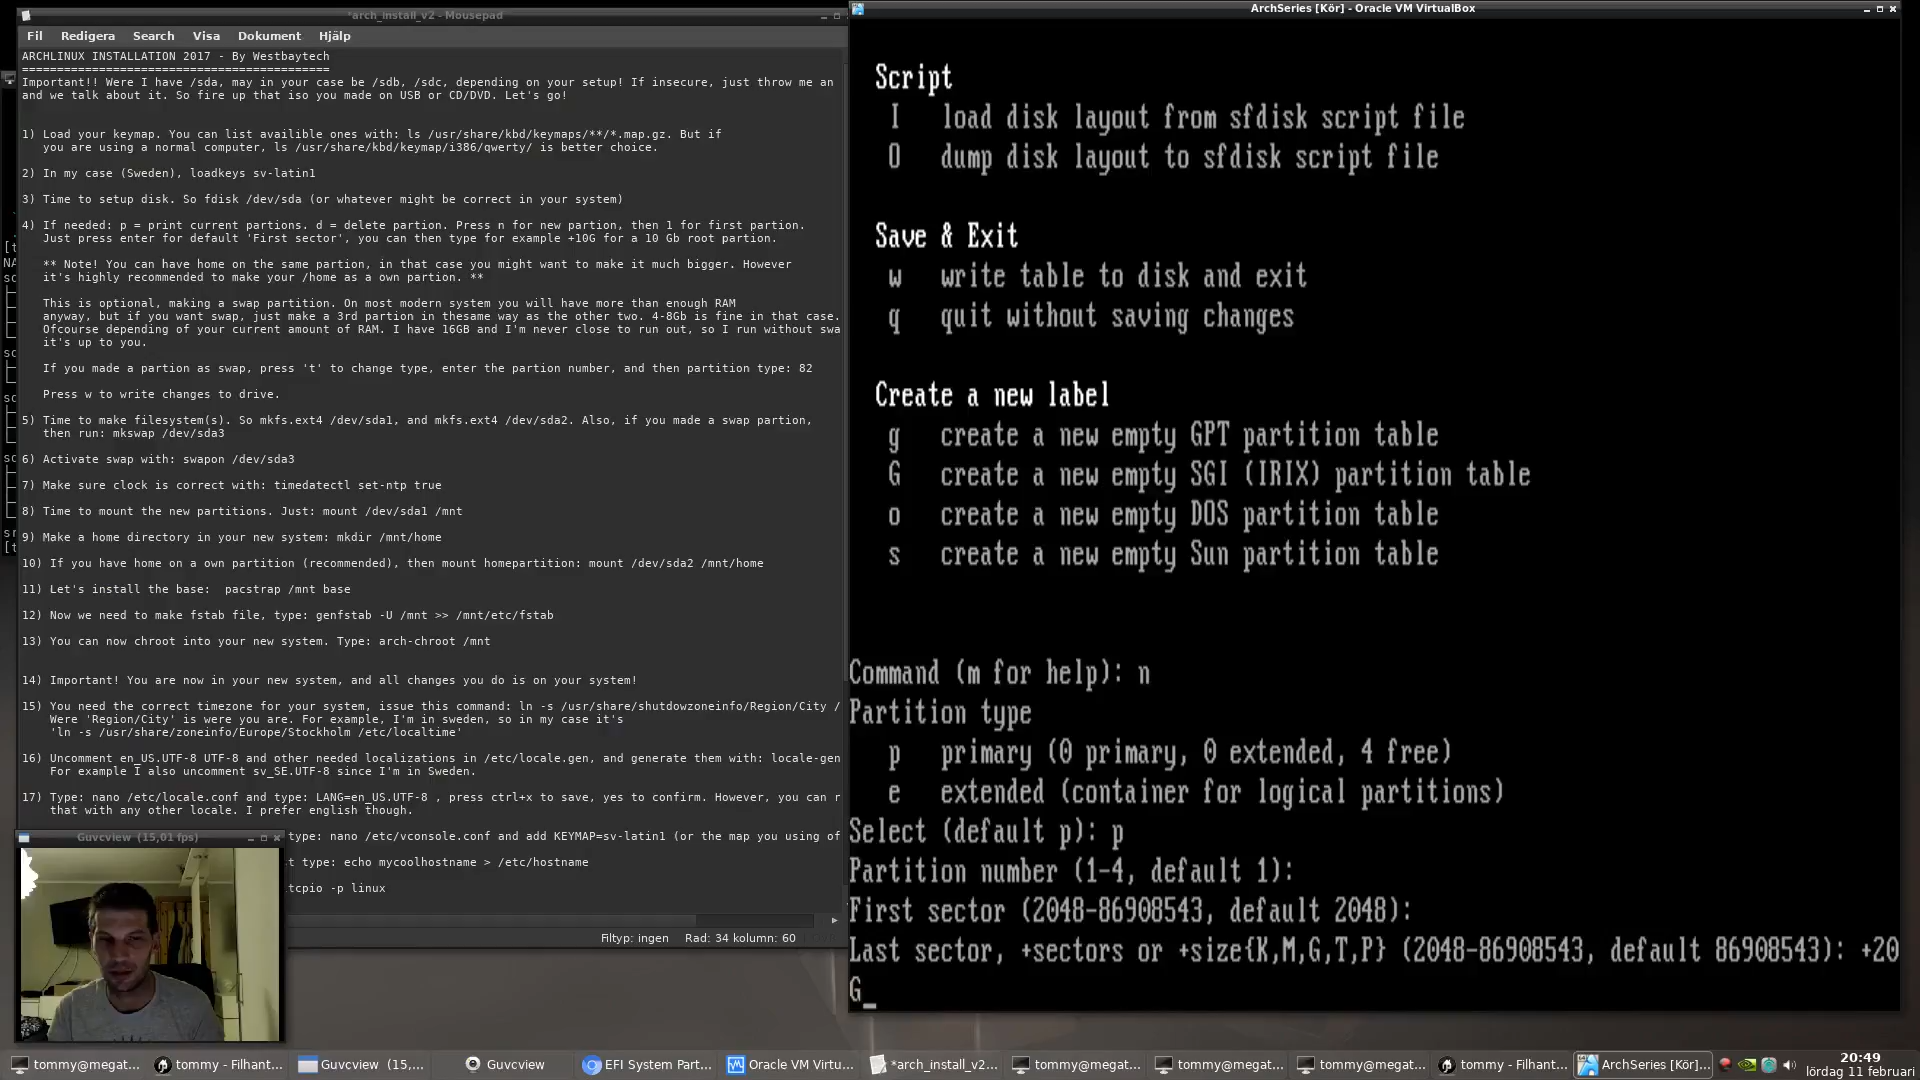 *arch_install_v2 - Mousepad
Fil Redigera Search Visa Dokument Hjälp
ARCHLINUX INSTALLATION 2017 - By Westbaytech
============================================
Important!! Were I have /sda, may in your case be /sdb, /sdc, depending on your setup! If insecure, just throw me an
and we talk about it. So fire up that iso you made on USB or CD/DVD. Let's go!
1) Load your keymap. You can list availible ones with: ls /usr/share/kbd/keymaps/**/*.map.gz. But if
you are using a normal computer, ls /usr/share/kbd/keymap/i386/qwerty/ is better choice.
2) In my case (Sweden), loadkeys sv-latin1
3) Time to setup disk. So fdisk /dev/sda (or whatever might be correct in your system)
4) If needed: p = print current partions. d = delete partion. Press n for new partion, then 1 for first partion.
Just press enter for default 'First sector', you can then type for example +10G for a 10 Gb root partion.
** Note! You can have home on the same partion, in that case you might want to make it much bigger. However
it's highly recommended to make your /home as a own partion. **
This is optional, making a swap partition. On most modern system you will have more than enough RAM
anyway, but if you want swap, just make a 3rd partion in thesame way as the other two. 4-8Gb is fine in that case.
Ofcourse depending of your current amount of RAM. I have 16GB and I'm never close to run out, so I run without swa
it's up to you.
If you made a partion as swap, press 't' to change type, enter the partion number, and then partition type: 82
Press w to write changes to drive.
5) Time to make filesystem(s). So mkfs.ext4 /dev/sda1, and mkfs.ext4 /dev/sda2. Also, if you made a swap partion,
then run: mkswap /dev/sda3
6) Activate swap with: swapon /dev/sda3
7) Make sure clock is correct with: timedatectl set-ntp true
8) Time to mount the new partitions. Just: mount /dev/sda1 /mnt
9) Make a home directory in your new system: mkdir /mnt/home
10) If you have home on a own partition (recommended), then mount homepartition: mount /dev/sda2 /mnt/home
11) Let's install the base:  pacstrap /mnt base
12) Now we need to make fstab file, type: genfstab -U /mnt >> /mnt/etc/fstab
13) You can now chroot into your new system. Type: arch-chroot /mnt
14) Important! You are now in your new system, and all changes you do is on your system!
15) You need the correct timezone for your system, issue this command: ln -s /usr/share/shutdowzoneinfo/Region/City /
Were 'Region/City' is were you are. For example, I'm in sweden, so in my case it's
'ln -s /usr/share/zoneinfo/Europe/Stockholm /etc/localtime'
16) Uncomment en_US.UTF-8 UTF-8 and other needed localizations in /etc/locale.gen, and generate them with: locale-gen
For example I also uncomment sv_SE.UTF-8 since I'm in Sweden.
17) Type: nano /etc/locale.conf and type: LANG=en_US.UTF-8 , press ctrl+x to save, yes to confirm. However, you can r
that with any other locale. I prefer english though.
type: nano /etc/vconsole.conf and add KEYMAP=sv-latin1 (or the map you using of
t type: echo mycoolhostname > /etc/hostname
tcpio -p linux
Filtyp: ingen Rad: 34 kolumn: 60
Guvcview (15,01 fps)
ArchSeries [Kör] - Oracle VM VirtualBox
Script
I load disk layout from sfdisk script file
O dump disk layout to sfdisk script file
Save & Exit
w write table to disk and exit
q quit without saving changes
Create a new label
g create a new empty GPT partition table
G create a new empty SGI (IRIX) partition table
o create a new empty DOS partition table
s create a new empty Sun partition table
Command (m for help): n
Partition type
p primary (0 primary, 0 extended, 4 free)
e extended (container for logical partitions)
Select (default p): p
Partition number (1-4, default 1):
First sector (2048-86908543, default 2048):
Last sector, +sectors or +size{K,M,G,T,P} (2048-86908543, default 86908543): +20
G_
tommy@megat... tommy - Filhant... Guvcview (15,... Guvcview EFI System Part... Oracle VM Virtu... *arch_install_v2... tommy@megat... tommy@megat... tommy@megat... tommy - Filhant... ArchSeries [Kör]... 20:49
lördag 11 februari